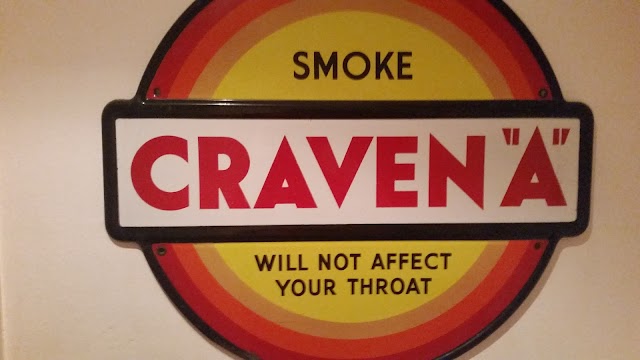 SMOKE
CRAVEN "A"
WILL NOT AFFECT
YOUR THROAT